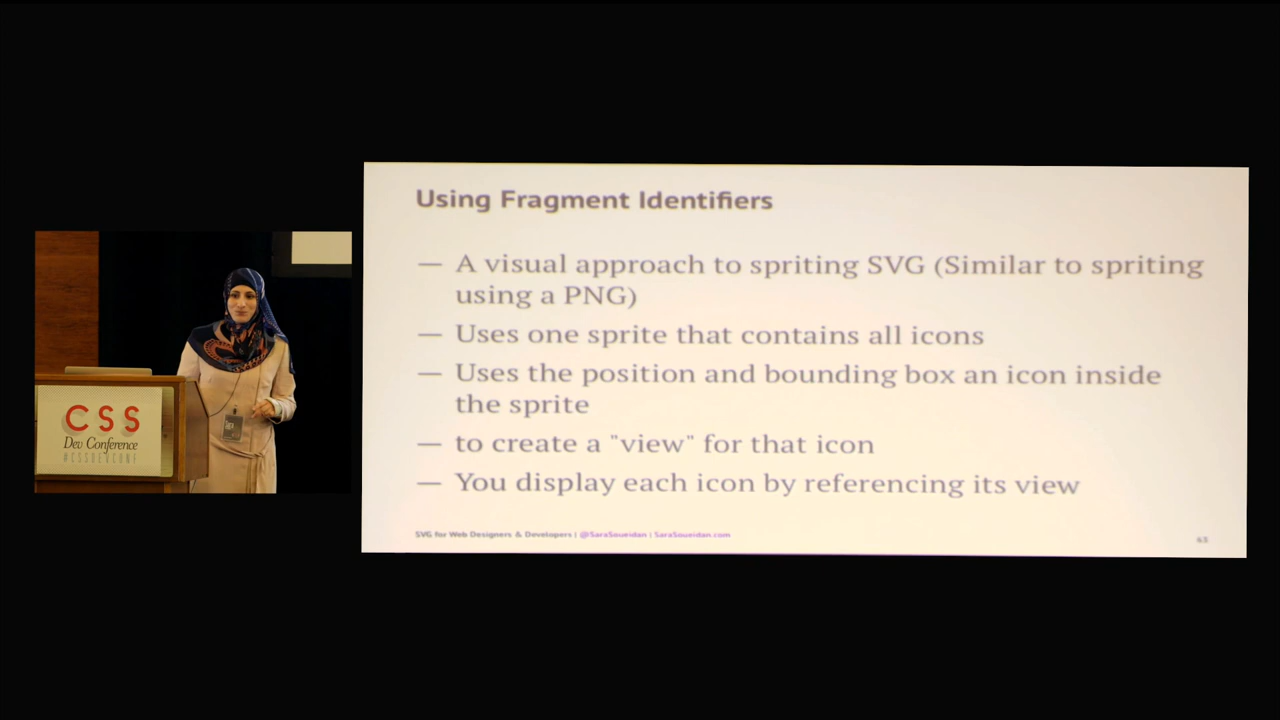 Using Fragment Identifiers
— A visual approach to spriting SVG (Similar to spriting
using a PNG)
— Uses one sprite that contains all icons
— Uses the position and bounding box an icon inside
the sprite
— to create a "view" for that icon
— You display each icon by referencing its view
SVG for Web Designers & Developers | @SaraSoueidan | SaraSoueidan.com
CSS
Dev Conference
#CSSDEVCONF